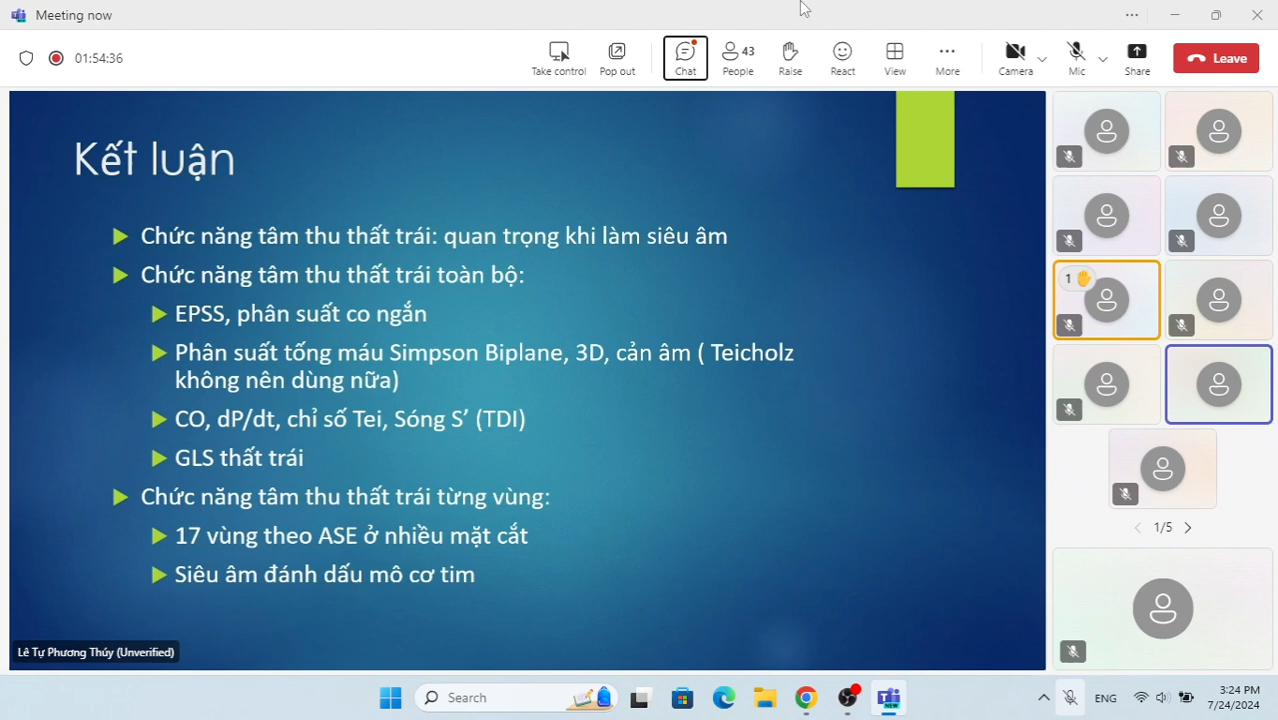 Meeting now
01:54:36
Take control
Pop out
Chat
43
People
Raise
React
View
More
Camera
Mic
Share
Leave
Kết luận
Chức năng tâm thu thất trái: quan trọng khi làm siêu âm
Chức năng tâm thu thất trái toàn bộ:
EPSS, phân suất co ngắn
Phân suất tống máu Simpson Biplane, 3D, cản âm ( Teicholz
không nên dùng nữa)
CO, dP/dt, chỉ số Tei, Sóng S’ (TDI)
GLS thất trái
Chức năng tâm thu thất trái từng vùng:
17 vùng theo ASE ở nhiều mặt cắt
Siêu âm đánh dấu mô cơ tim
Lê Tự Phương Thúy (Unverified)
1
1/5
Search
NEW
ENG
3:24 PM
7/24/2024